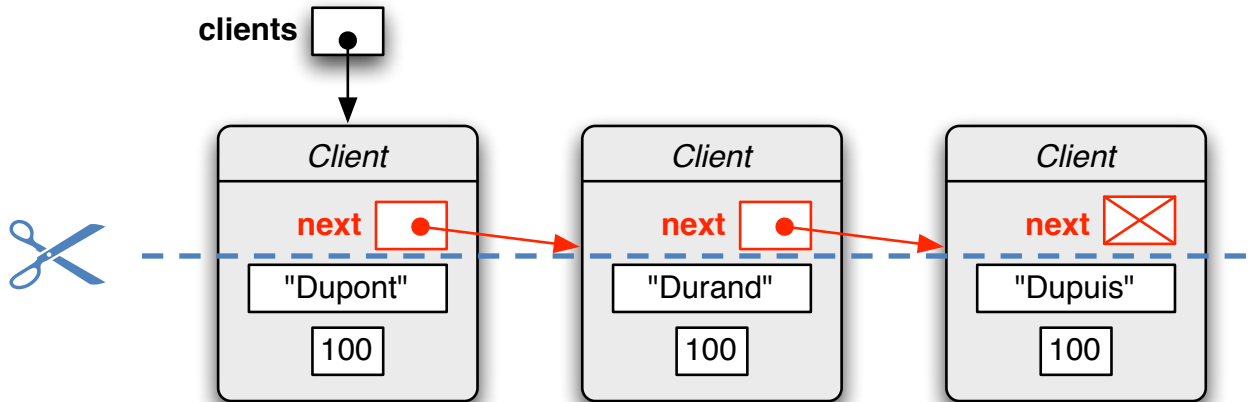 clients
Client Client Client
next next next
"Dupont" "Durand" "Dupuis"
100 100 100